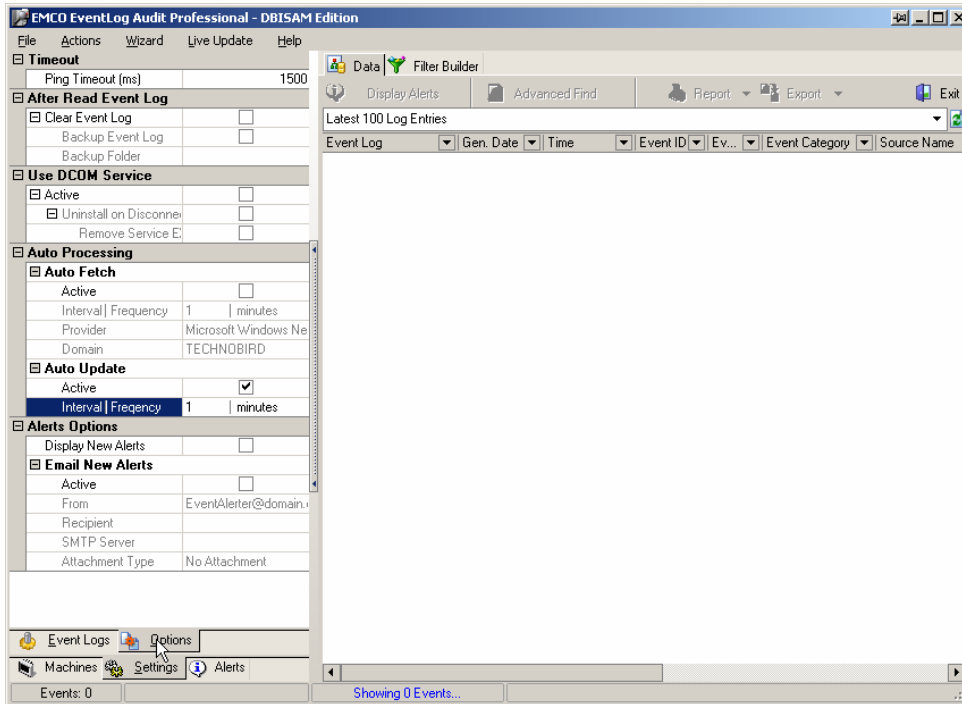 EMCO EventLog Audit Professional - DBISAM Edition
File Actions Wizard Live Update Help
Timeout
Ping Timeout (ms) 1500
After Read Event Log
Clear Event Log
Backup Event Log
Backup Folder
Use DCOM Service
Active
Uninstall on Disconne
Remove Service E
Auto Processing
Auto Fetch
Active
Interval | Frequency 1 | minutes
Provider Microsoft Windows Ne
Domain TECHNOBIRD
Auto Update
Active
Interval | Freqency 1 | minutes
Alerts Options
Display New Alerts
Email New Alerts
Active
From EventAlerter@domain.
Recipient
SMTP Server
Attachment Type No Attachment
Event Logs Options
Machines Settings Alerts
Events: 0
Data Filter Builder
Display Alerts Advanced Find Report Export Exit
Latest 100 Log Entries
Event Log Gen. Date Time Event ID Ev... Event Category Source Name
Showing 0 Events...